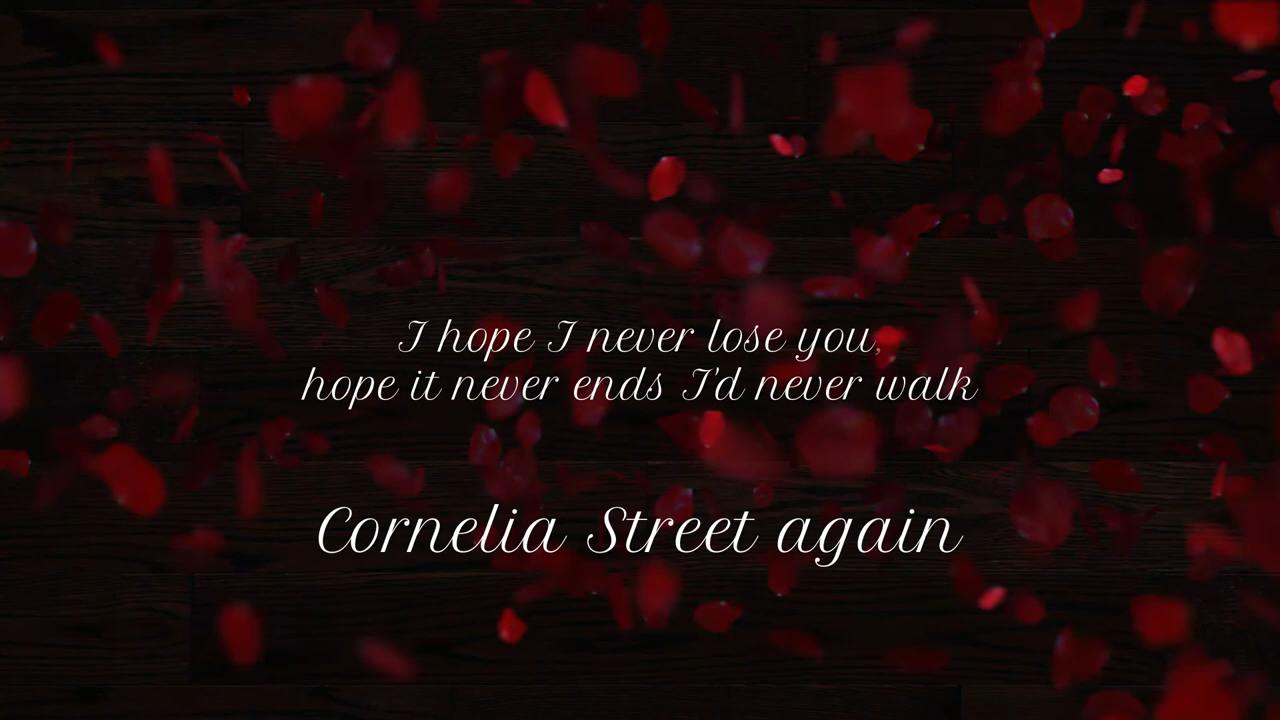 I hope I never lose you,
hope it never ends I'd never walk
Cornelia Street again